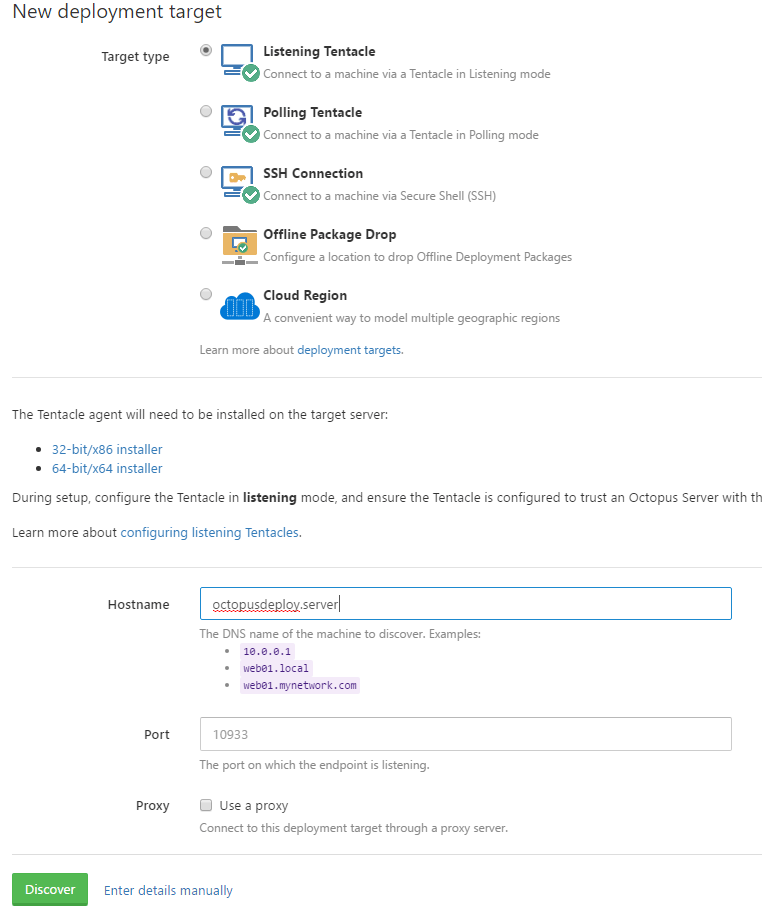 New deployment target
Target type
Listening Tentacle
Connect to a machine via a Tentacle in Listening mode
Polling Tentacle
Connect to a machine via a Tentacle in Polling mode
SSH Connection
Connect to a machine via Secure Shell (SSH)
Offline Package Drop
Configure a location to drop Offline Deployment Packages
Cloud Region
A convenient way to model multiple geographic regions
Learn more about deployment targets.
The Tentacle agent will need to be installed on the target server:
32-bit/x86 installer
64-bit/x64 installer
During setup, configure the Tentacle in listening mode, and ensure the Tentacle is configured to trust an Octopus Server with th
Learn more about configuring listening Tentacles.
Hostname
octopusdeploy.server
The DNS name of the machine to discover. Examples:
10.0.0.1
web01.local
web01.mynetwork.com
Port
10933
The port on which the endpoint is listening.
Proxy
Use a proxy
Connect to this deployment target through a proxy server.
Discover
Enter details manually